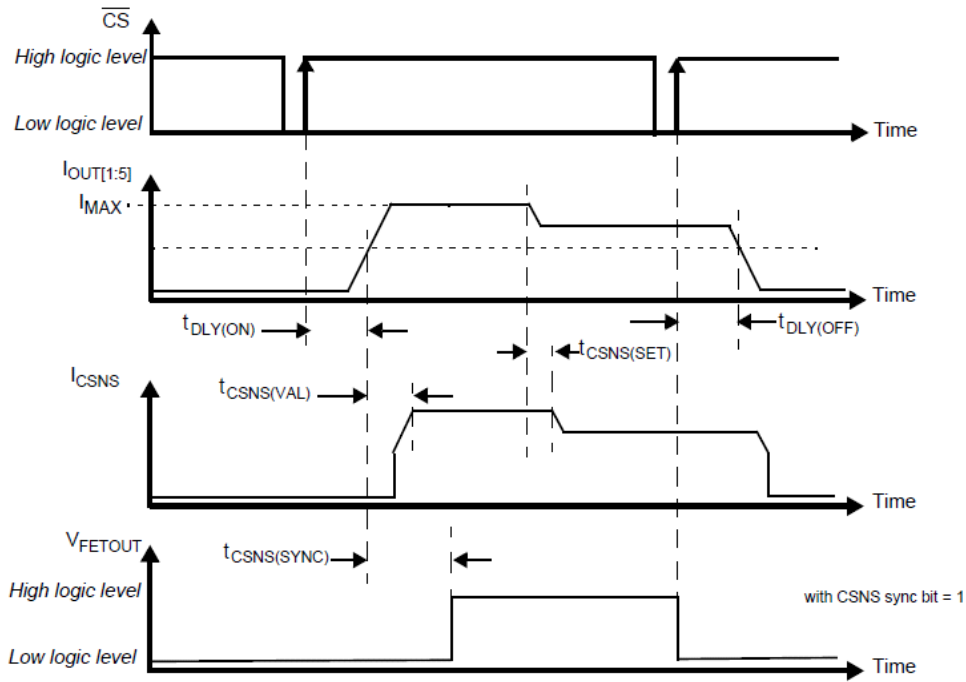 CS
High logic level
Low logic level
Time
IOUT[1:5]
IMAX
Time
tDLY(ON)
tDLY(OFF)
tCSNS(SET)
ICSNS
tCSNS(VAL)
Time
VFETOUT
tCSNS(SYNC)
High logic level
with CSNS sync bit = 1
Low logic level
Time